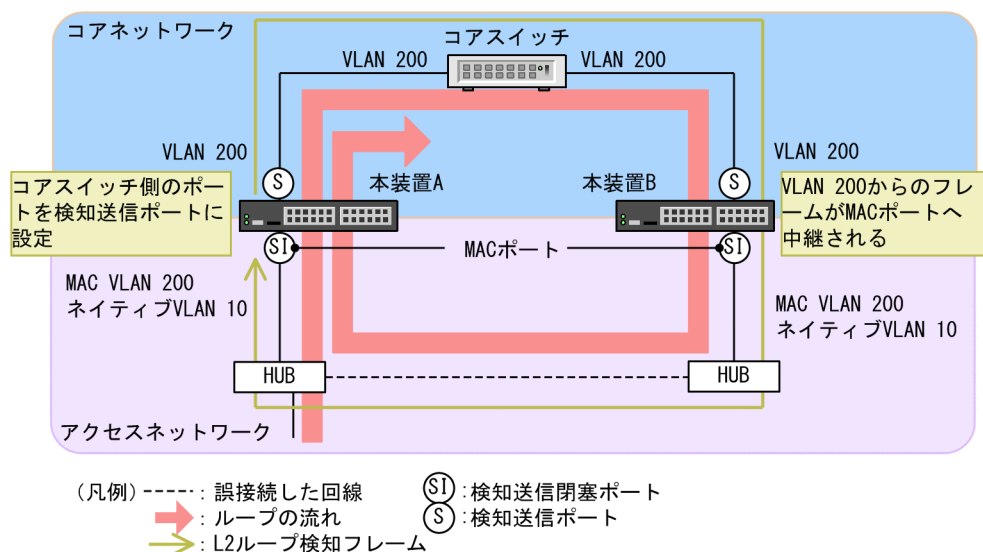 コアネットワーク
コアスイッチ
VLAN 200
VLAN 200
VLAN 200
VLAN 200
コアスイッチ側のポー
トを検知送信ポートに
設定
S
本装置A
本装置B
S
VLAN 200からのフレ
ームがMACポートへ
中継される
SI
MACポート
SI
MAC VLAN 200
ネイティブVLAN 10
MAC VLAN 200
ネイティブVLAN 10
HUB
HUB
アクセスネットワーク
(凡例)
: 誤接続した回線
SI
: 検知送信閉塞ポート
: ループの流れ
S
: 検知送信ポート
: L2ループ検知フレーム